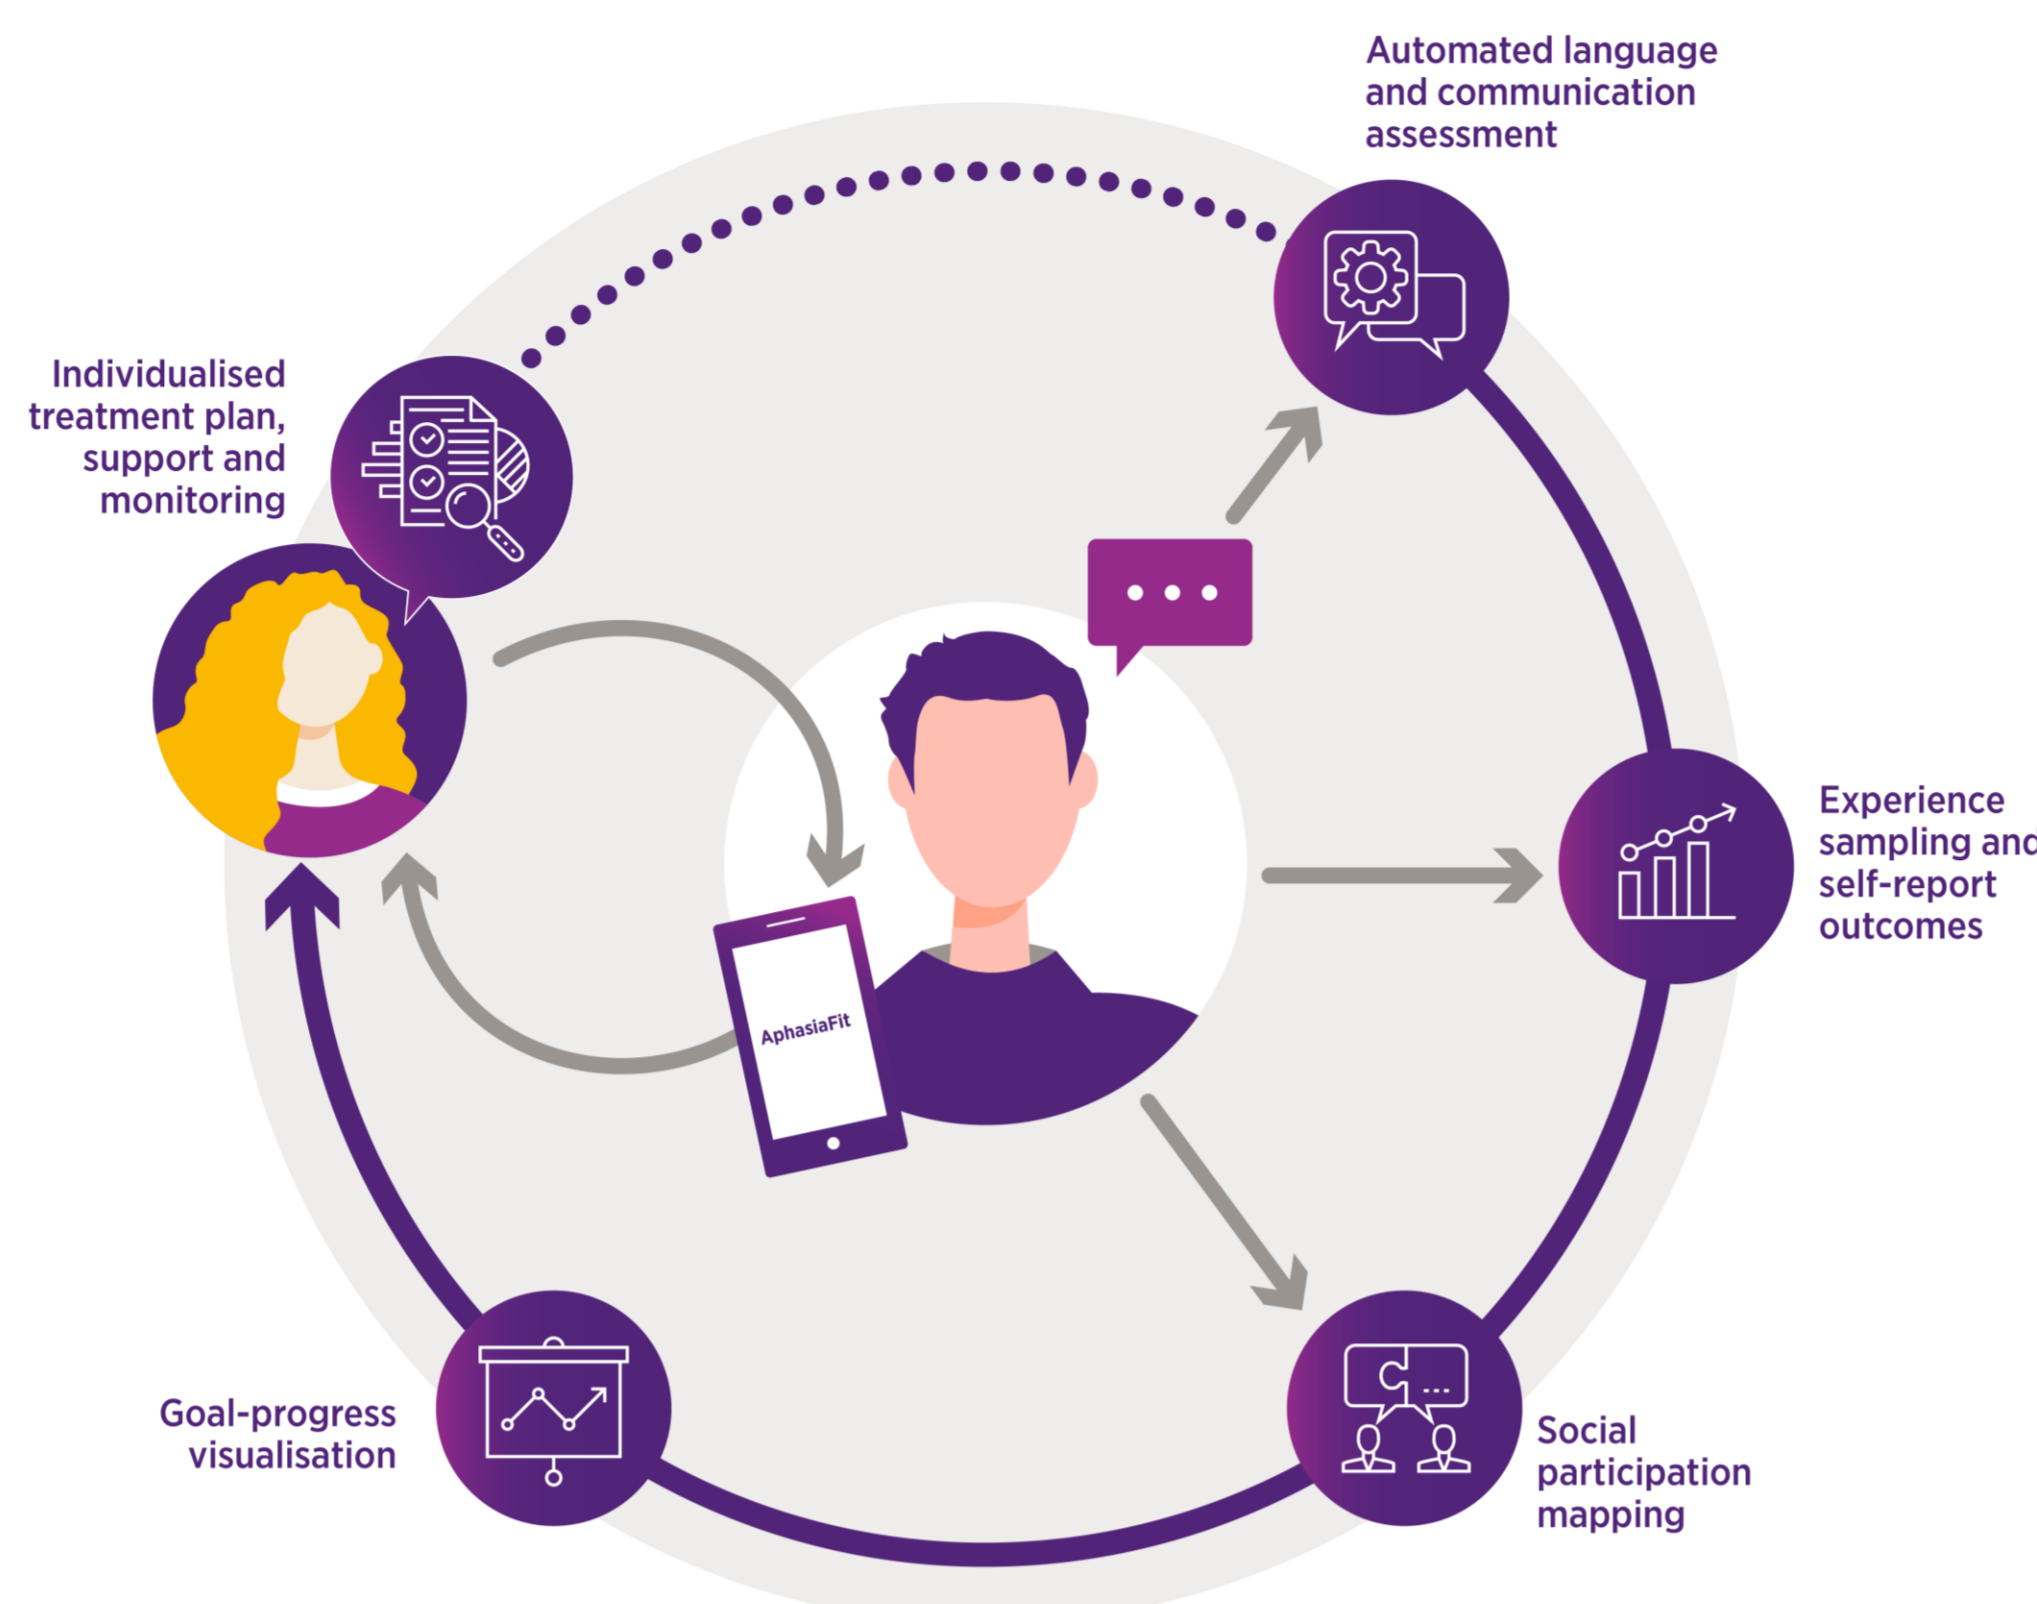 Automated language
and communication
assessment
Individualised
treatment plan,
support and
monitoring
Experience
sampling and
self-report
outcomes
AphasiaFit
Goal-progress
visualisation
Social
participation
mapping